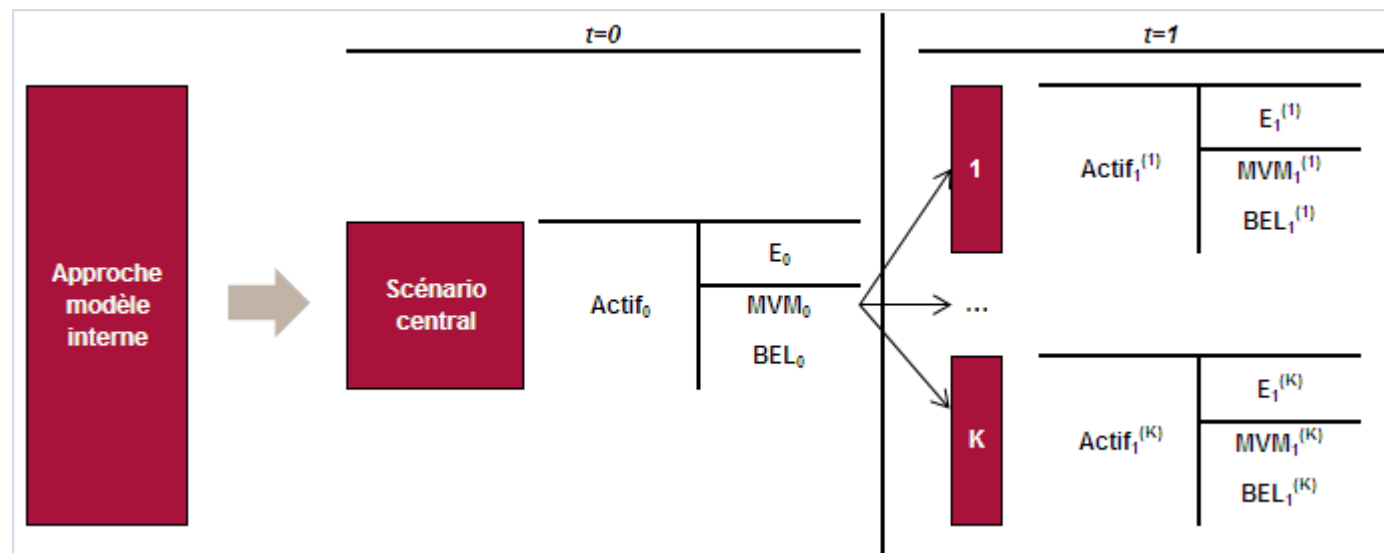 t=0
t=1
Approche
modèle
interne
Scénario
central
Actif₀
E₀
MVM₀
BEL₀
1
Actif₁⁽¹⁾
E₁⁽¹⁾
MVM₁⁽¹⁾
BEL₁⁽¹⁾
...
K
Actif₁⁽ᴷ⁾
E₁⁽ᴷ⁾
MVM₁⁽ᴷ⁾
BEL₁⁽ᴷ⁾